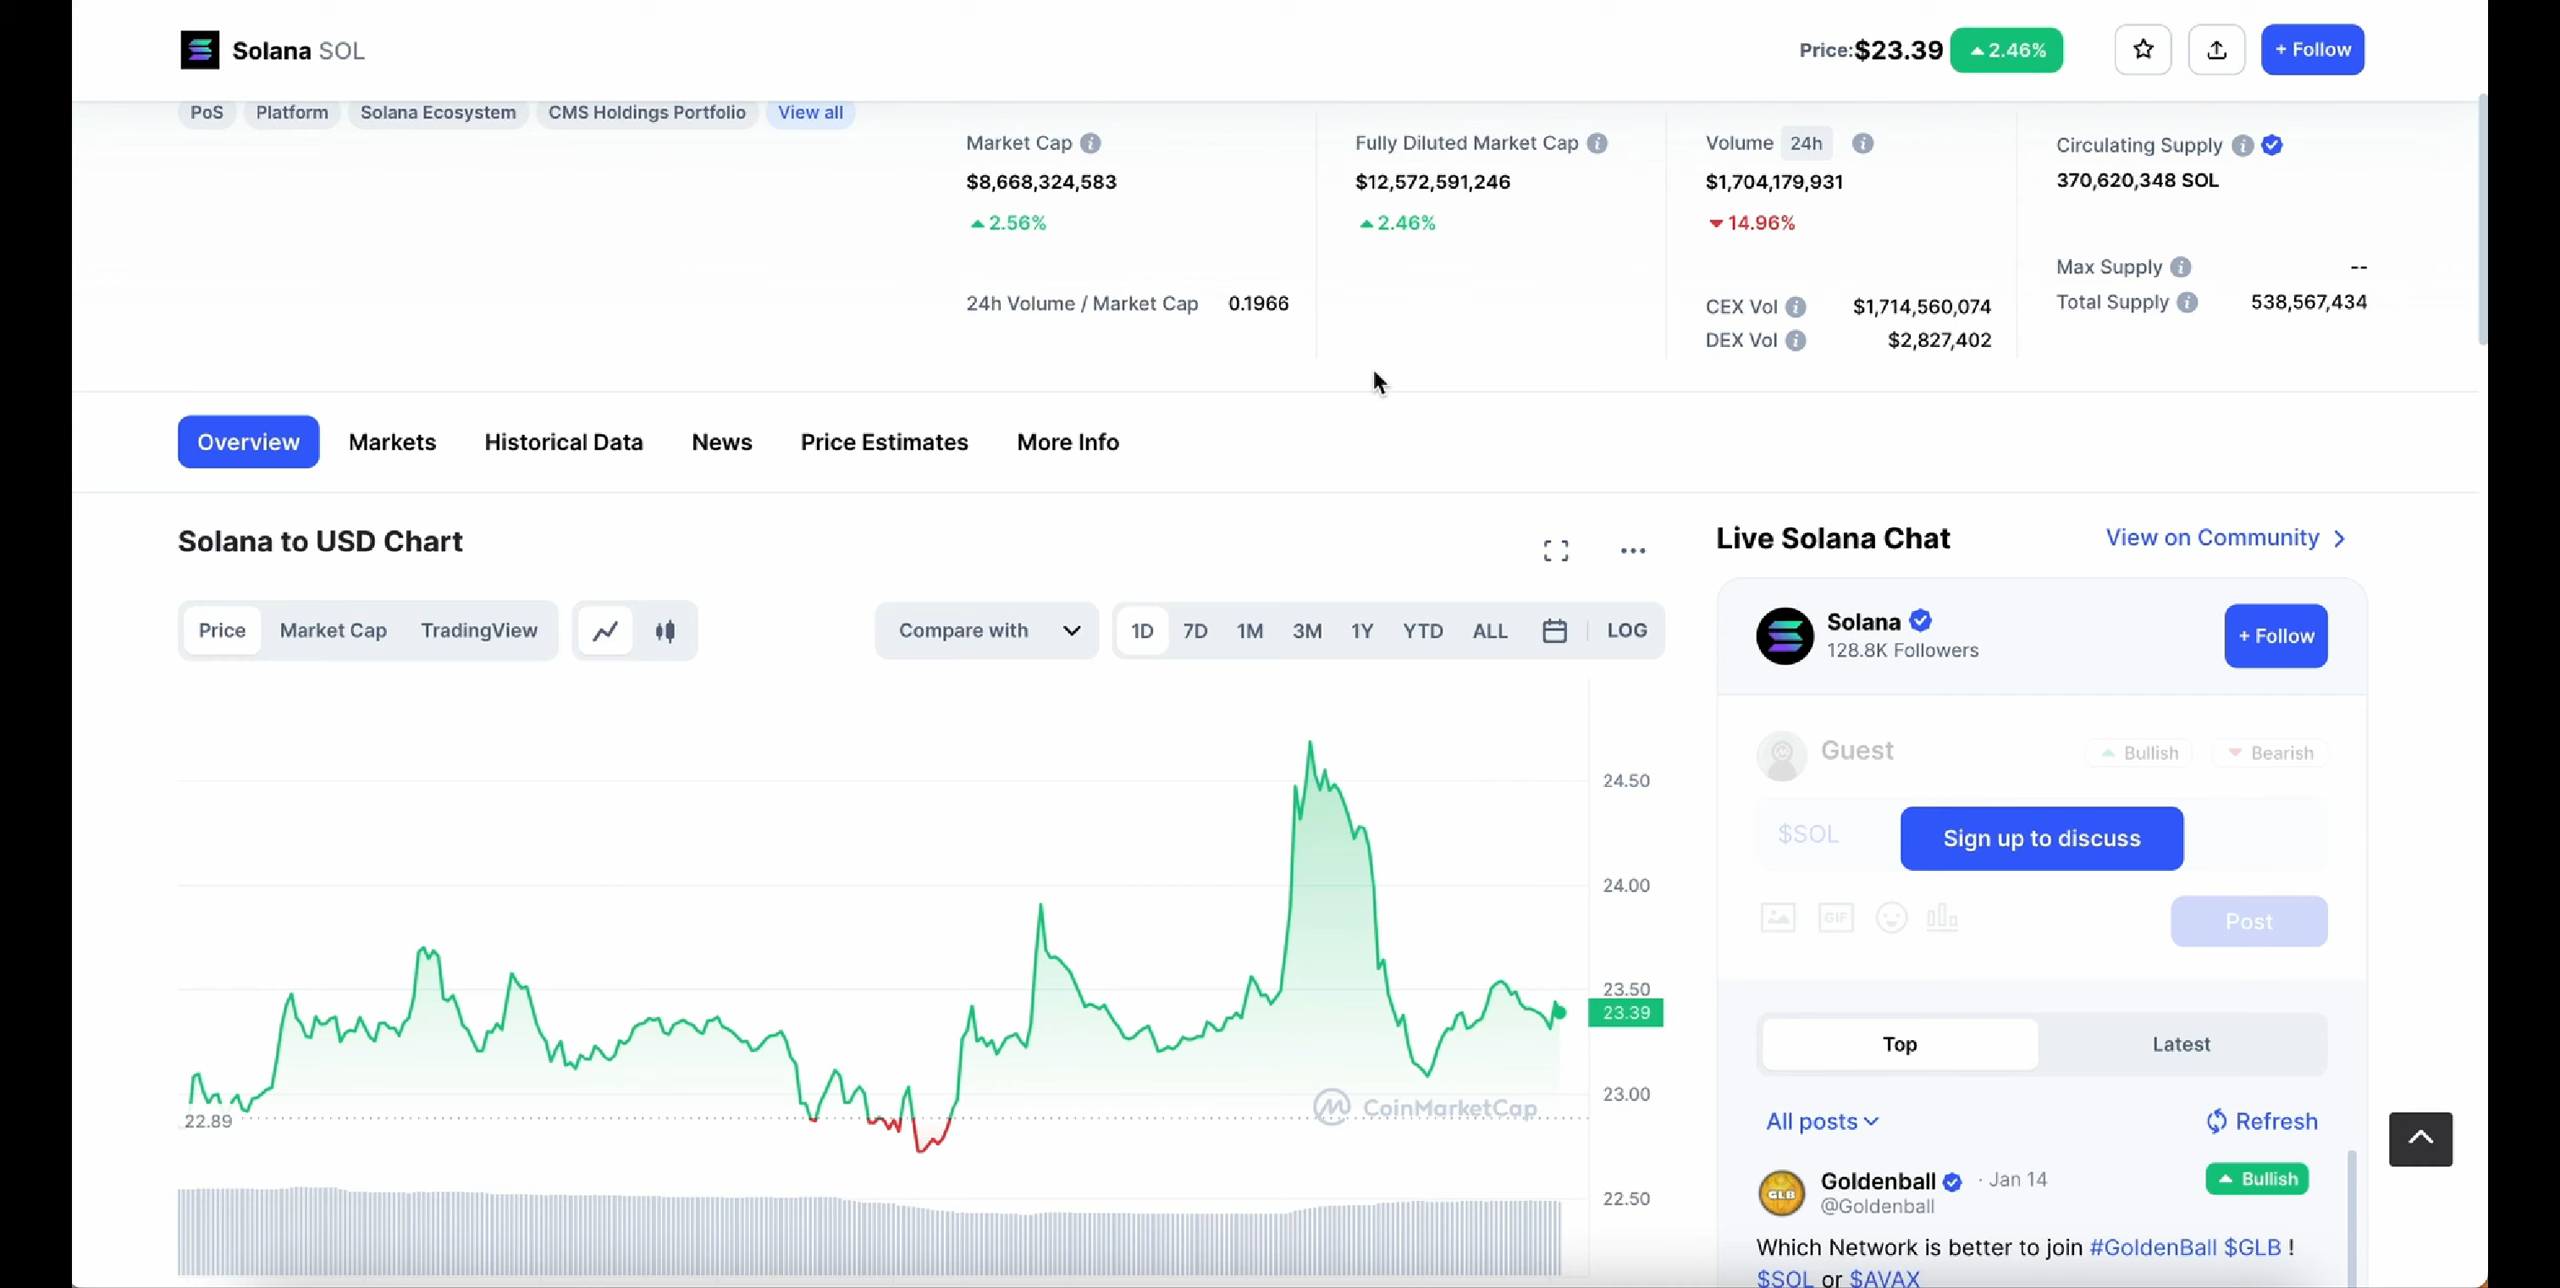 Solana SOL
Price:$23.39 2.46%
+ Follow
PoS Platform Solana Ecosystem CMS Holdings Portfolio View all
Market Cap
$8,668,324,583
2.56%
24h Volume / Market Cap 0.1966
Fully Diluted Market Cap
$12,572,591,246
2.46%
Volume 24h
$1,704,179,931
14.96%
CEX Vol $1,714,560,074
DEX Vol $2,827,402
Circulating Supply
370,620,348 SOL
Max Supply --
Total Supply 538,567,434
Overview Markets Historical Data News Price Estimates More Info
Solana to USD Chart
Price Market Cap TradingView
Compare with
1D 7D 1M 3M 1Y YTD ALL LOG
24.50
24.00
23.50
23.39
23.00
22.50
22.89
CoinMarketCap
Live Solana Chat
View on Community
Solana
128.8K Followers
+ Follow
Guest
Bullish Bearish
$SOL
Sign up to discuss
GIF
Post
Top Latest
All posts
Refresh
GLB
Goldenball · Jan 14
@Goldenball
Bullish
Which Network is better to join #GoldenBall $GLB !
$SOL or $AVAX